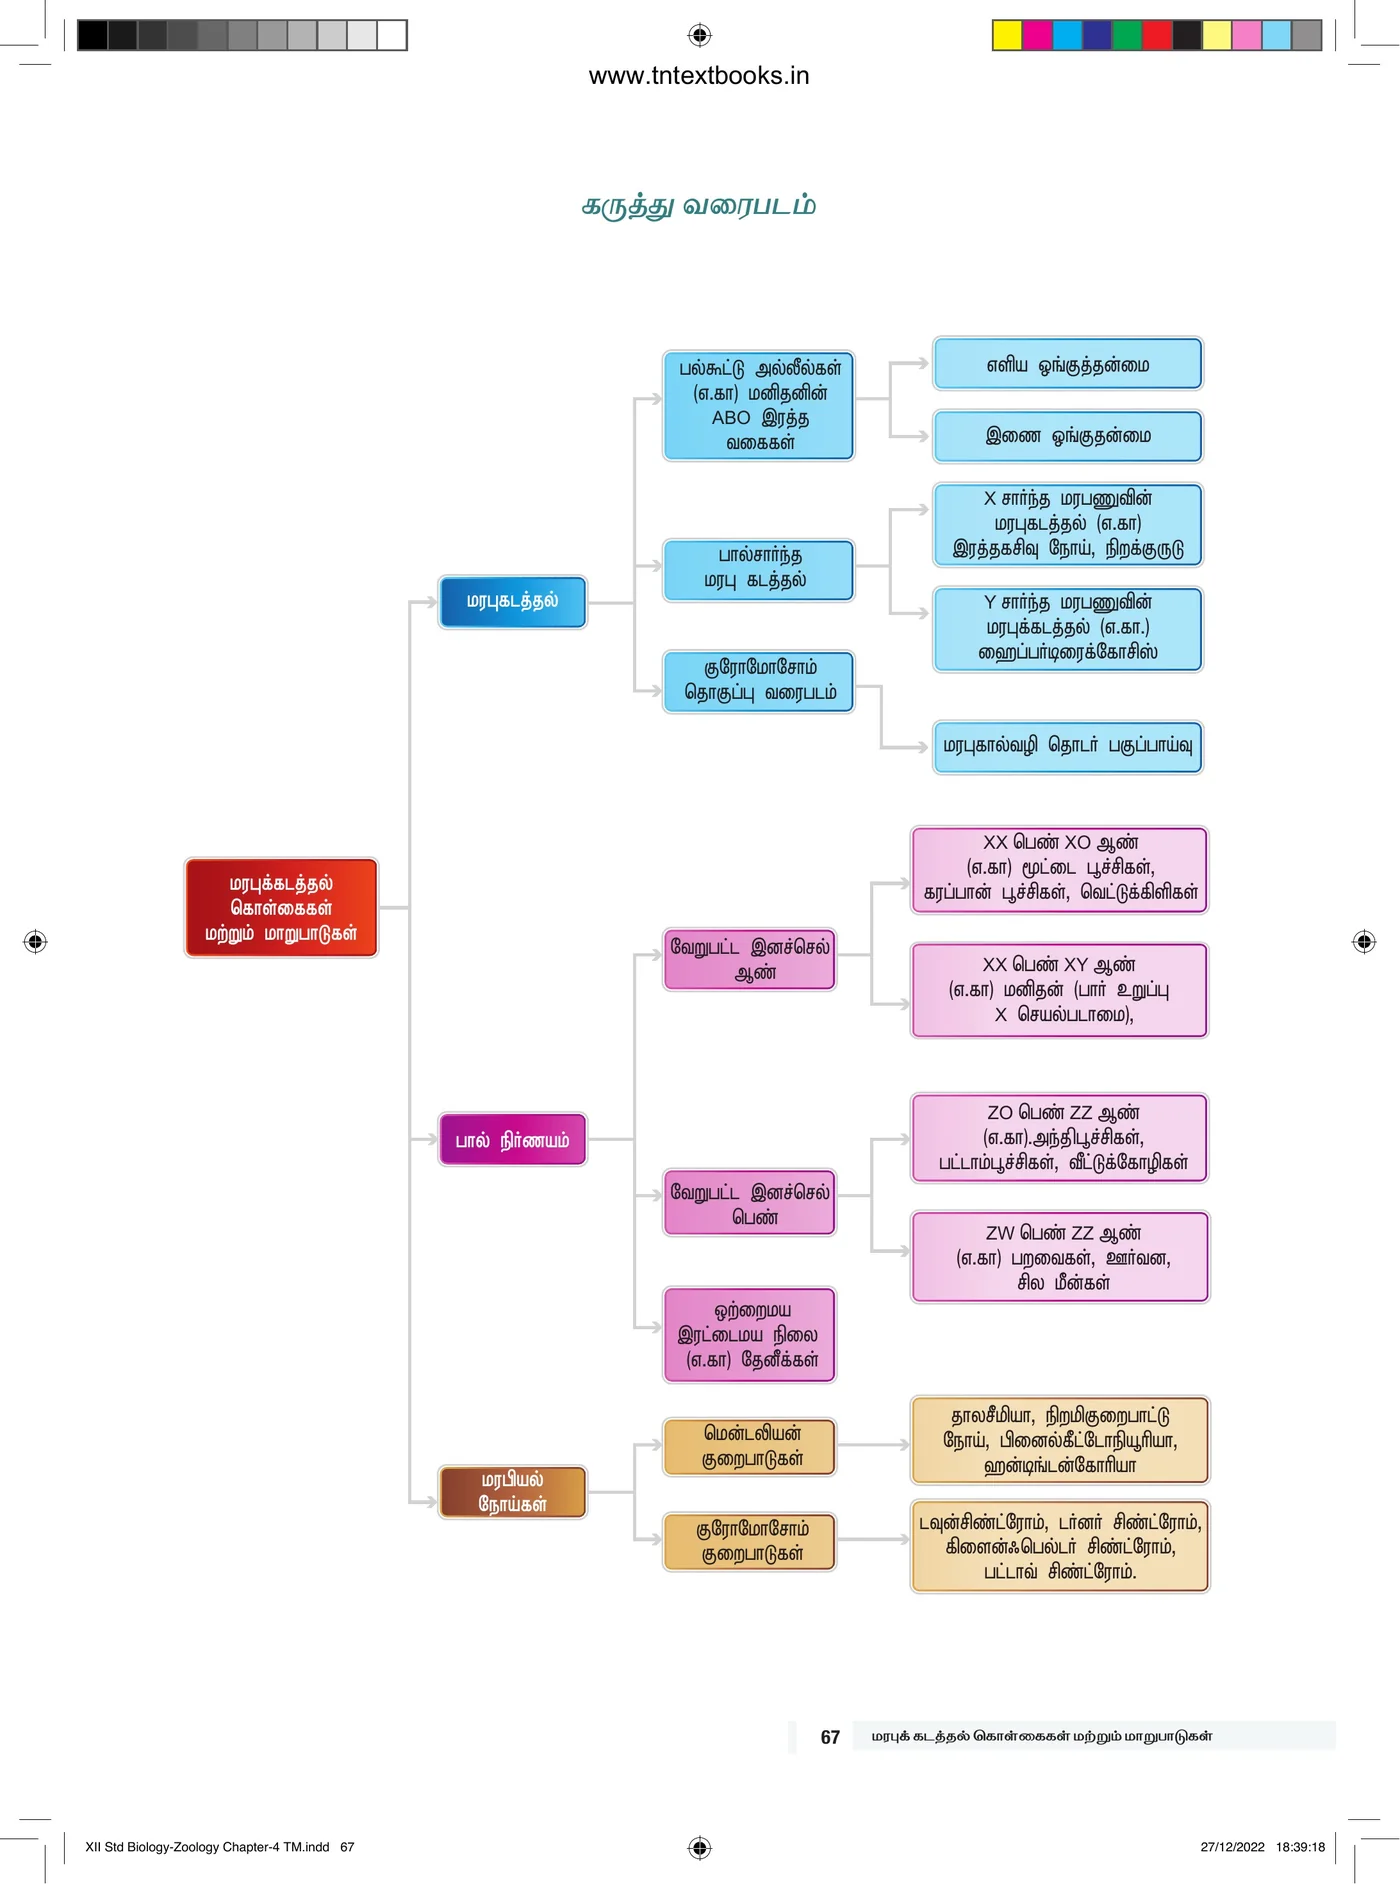 www.tntextbooks.in
கருத்து வரைபடம்
மரபுக்கடத்தல்
கொள்கைகள்
மற்றும் மாறுபாடுகள்
மரபுகடத்தல்
பல்கூட்டு அல்லீல்கள்
(எ.கா) மனிதனின்
ABO இரத்த
வகைகள்
எளிய ஒங்குத்தன்மை
இணை ஒங்குதன்மை
பால்சார்ந்த
மரபு கடத்தல்
X சார்ந்த மரபணுவின்
மரபுகடத்தல் (எ.கா)
இரத்தகசிவு நோய், நிறக்குருடு
Y சார்ந்த மரபணுவின்
மரபுக்கடத்தல் (எ.கா.)
ஹைப்பர்டிரைக்கோசிஸ்
குரோமோசோம்
தொகுப்பு வரைபடம்
மரபுகால்வழி தொடர் பகுப்பாய்வு
பால் நிர்ணயம்
வேறுபட்ட இனச்செல்
ஆண்
XX பெண் XO ஆண்
(எ.கா) மூட்டை பூச்சிகள்,
கரப்பான் பூச்சிகள், வெட்டுக்கிளிகள்
XX பெண் XY ஆண்
(எ.கா) மனிதன் (பார் உறுப்பு
X செயல்படாமை),
வேறுபட்ட இனச்செல்
பெண்
ZO பெண் ZZ ஆண்
(எ.கா).அந்திபூச்சிகள்,
பட்டாம்பூச்சிகள், வீட்டுக்கோழிகள்
ZW பெண் ZZ ஆண்
(எ.கா) பறவைகள், ஊர்வன,
சில மீன்கள்
ஒற்றைமய
இரட்டைமய நிலை
(எ.கா) தேனீக்கள்
மரபியல்
நோய்கள்
மென்டலியன்
குறைபாடுகள்
தாலசீமியா, நிறமிகுறைபாட்டு
நோய், பினைல்கீட்டோநியூரியா,
ஹன்டிங்டன்கோரியா
குரோமோசோம்
குறைபாடுகள்
டவுன்சிண்ட்ரோம், டர்னர் சிண்ட்ரோம்,
கிளைன்ஃபெல்டர் சிண்ட்ரோம்,
பட்டாவ் சிண்ட்ரோம்.
67 மரபுக் கடத்தல் கொள்கைகள் மற்றும் மாறுபாடுகள்
XII Std Biology-Zoology Chapter-4 TM.indd 67 27/12/2022 18:39:18